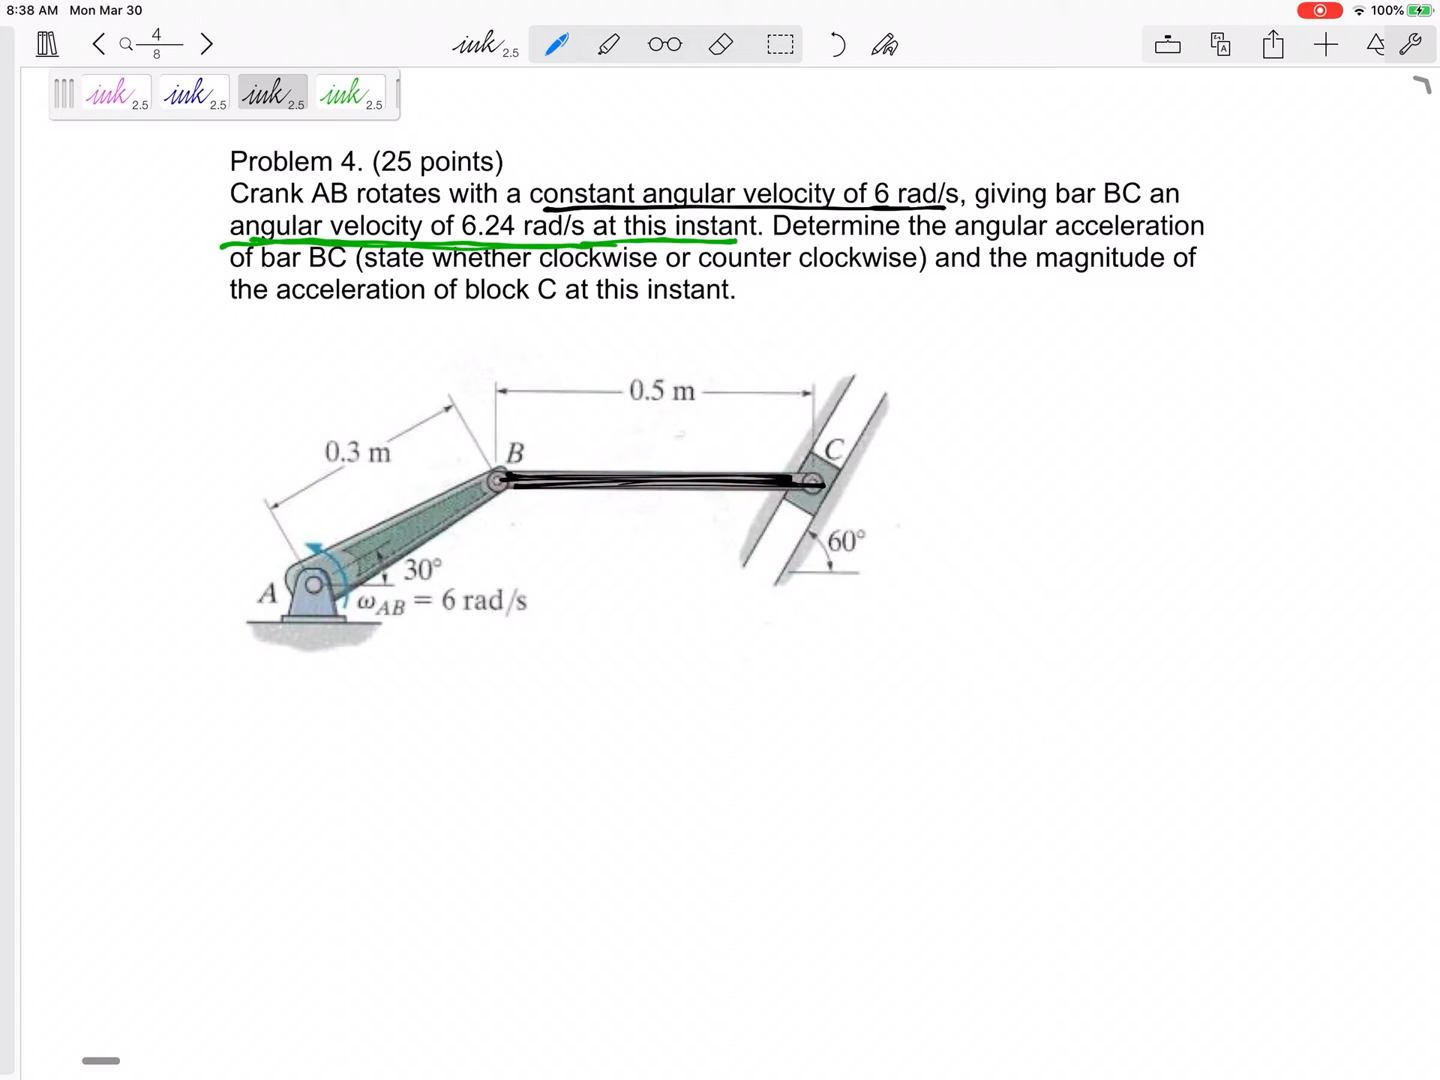 8:38 AM Mon Mar 30
100%
4
8
ink 2.5
ink 2.5
ink 2.5
ink 2.5
ink 2.5
Problem 4. (25 points)
Crank AB rotates with a constant angular velocity of 6 rad/s, giving bar BC an
angular velocity of 6.24 rad/s at this instant. Determine the angular acceleration
of bar BC (state whether clockwise or counter clockwise) and the magnitude of
the acceleration of block C at this instant.
0.5 m
0.3 m
B
C
60°
30°
A
ωAB = 6 rad/s